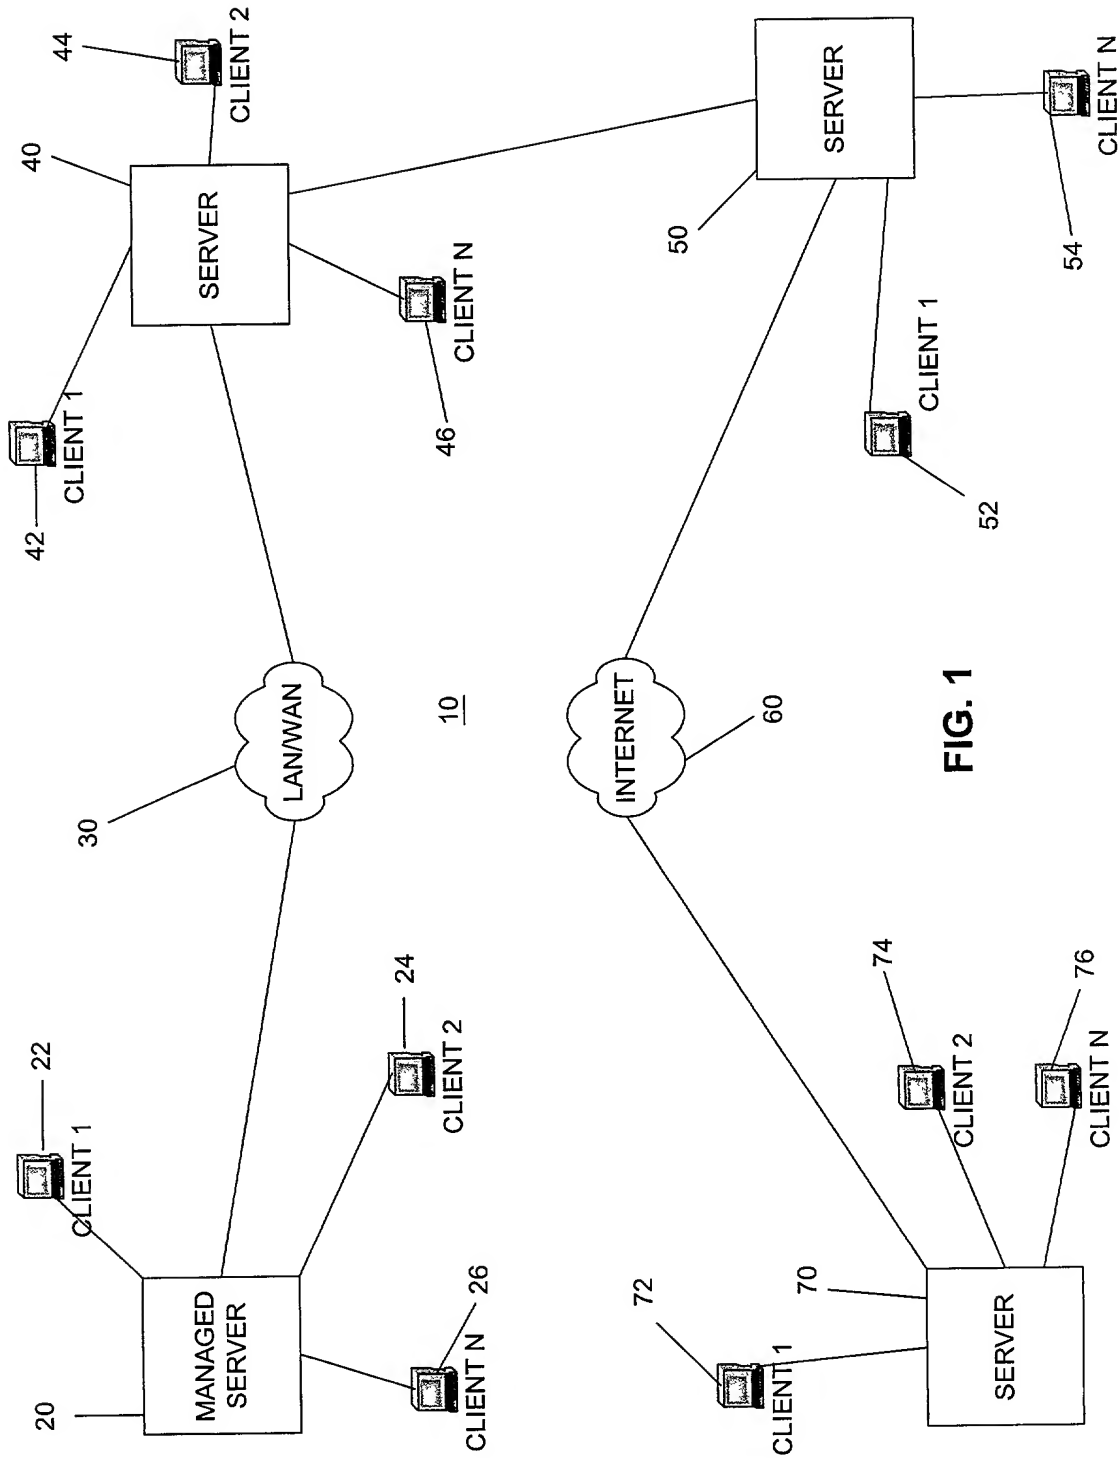 22
CLIENT 1
20
MANAGED
SERVER
24
CLIENT 2
26
CLIENT N
30
LAN/WAN
10
42
CLIENT 1
40
SERVER
44
CLIENT 2
46
CLIENT N
72
CLIENT 1
70
SERVER
74
CLIENT 2
76
CLIENT N
INTERNET
60
50
SERVER
52
CLIENT 1
54
CLIENT N
FIG. 1